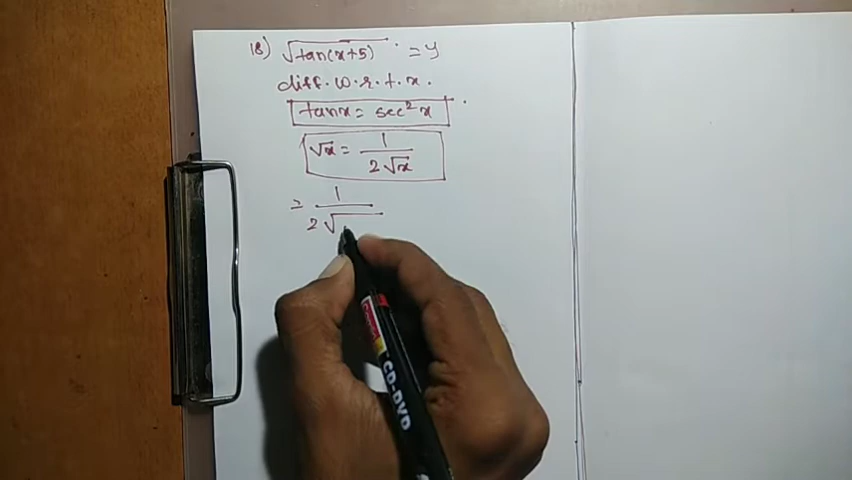 18) √tan(x+5) = y
diff. w.r.t.x.
tanx = sec²x
√x = 1/2√x
= 1/2√
CD-DVD